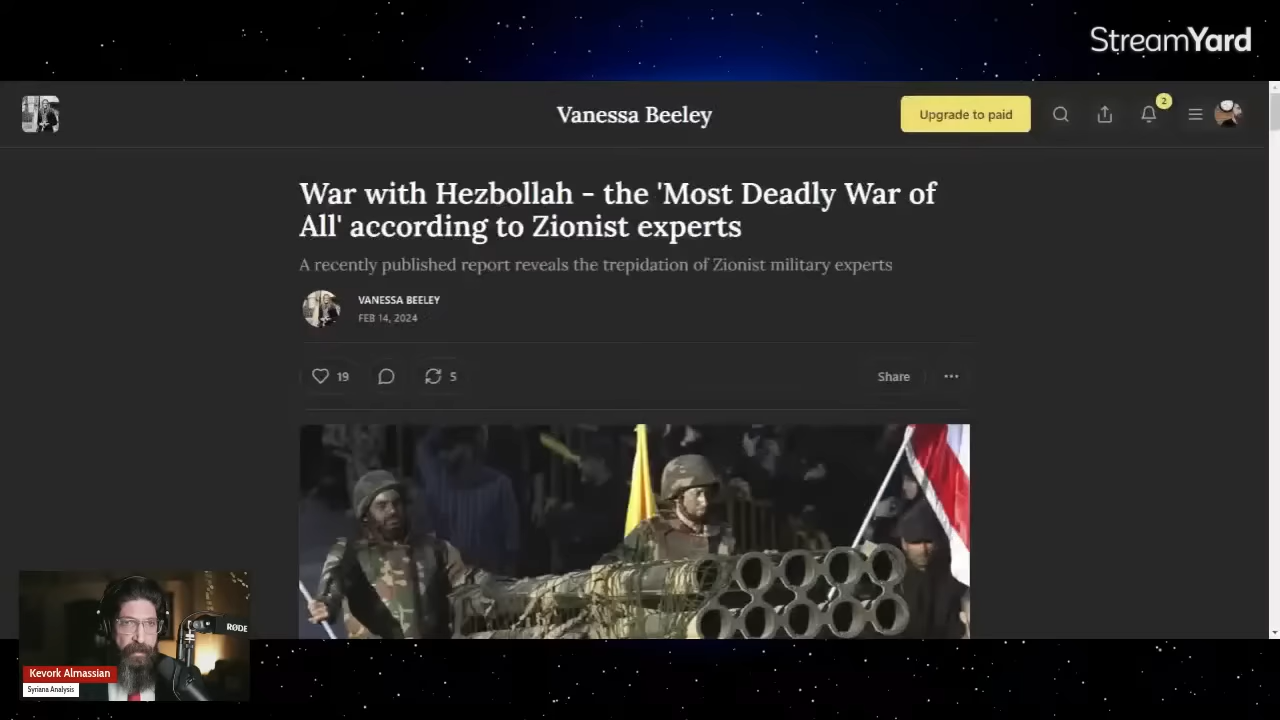 StreamYard
Vanessa Beeley
Upgrade to paid
2
War with Hezbollah - the 'Most Deadly War of
All' according to Zionist experts
A recently published report reveals the trepidation of Zionist military experts
VANESSA BEELEY
FEB 14, 2024
19
5
Share
RØDE
Kevork Almassian
Syriana Analysis